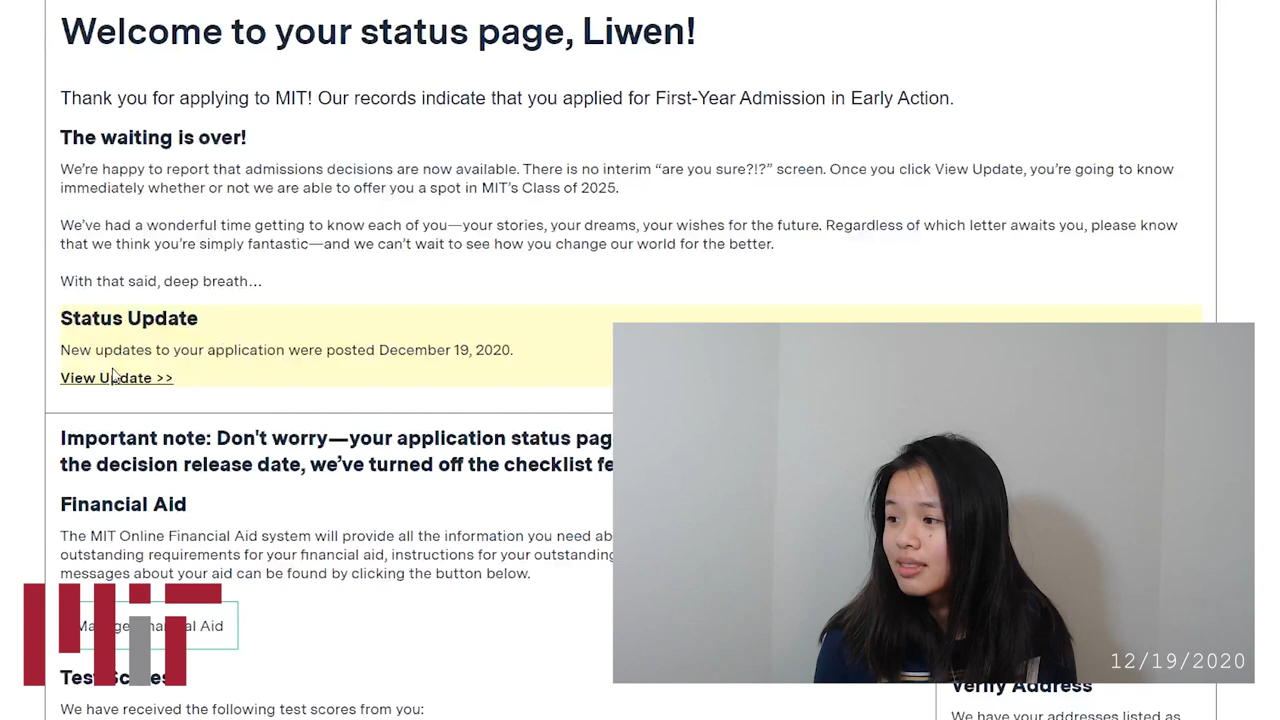 Welcome to your status page, Liwen!
Thank you for applying to MIT! Our records indicate that you applied for First-Year Admission in Early Action.
The waiting is over!
We're happy to report that admissions decisions are now available. There is no interim “are you sure?!?” screen. Once you click View Update, you're going to know
immediately whether or not we are able to offer you a spot in MIT's Class of 2025.
We've had a wonderful time getting to know each of you—your stories, your dreams, your wishes for the future. Regardless of which letter awaits you, please know
that we think you're simply fantastic—and we can't wait to see how you change our world for the better.
With that said, deep breath…
Status Update
New updates to your application were posted December 19, 2020.
View Update >>
Important note: Don't worry—your application status pag
the decision release date, we've turned off the checklist fe
Financial Aid
The MIT Online Financial Aid system will provide all the information you need ab
outstanding requirements for your financial aid, instructions for your outstanding
messages about your aid can be found by clicking the button below.
Manage Financial Aid
MIT
Test Scores
We have received the following test scores from you:
12/19/2020
Verify Address
We have your addresses listed as